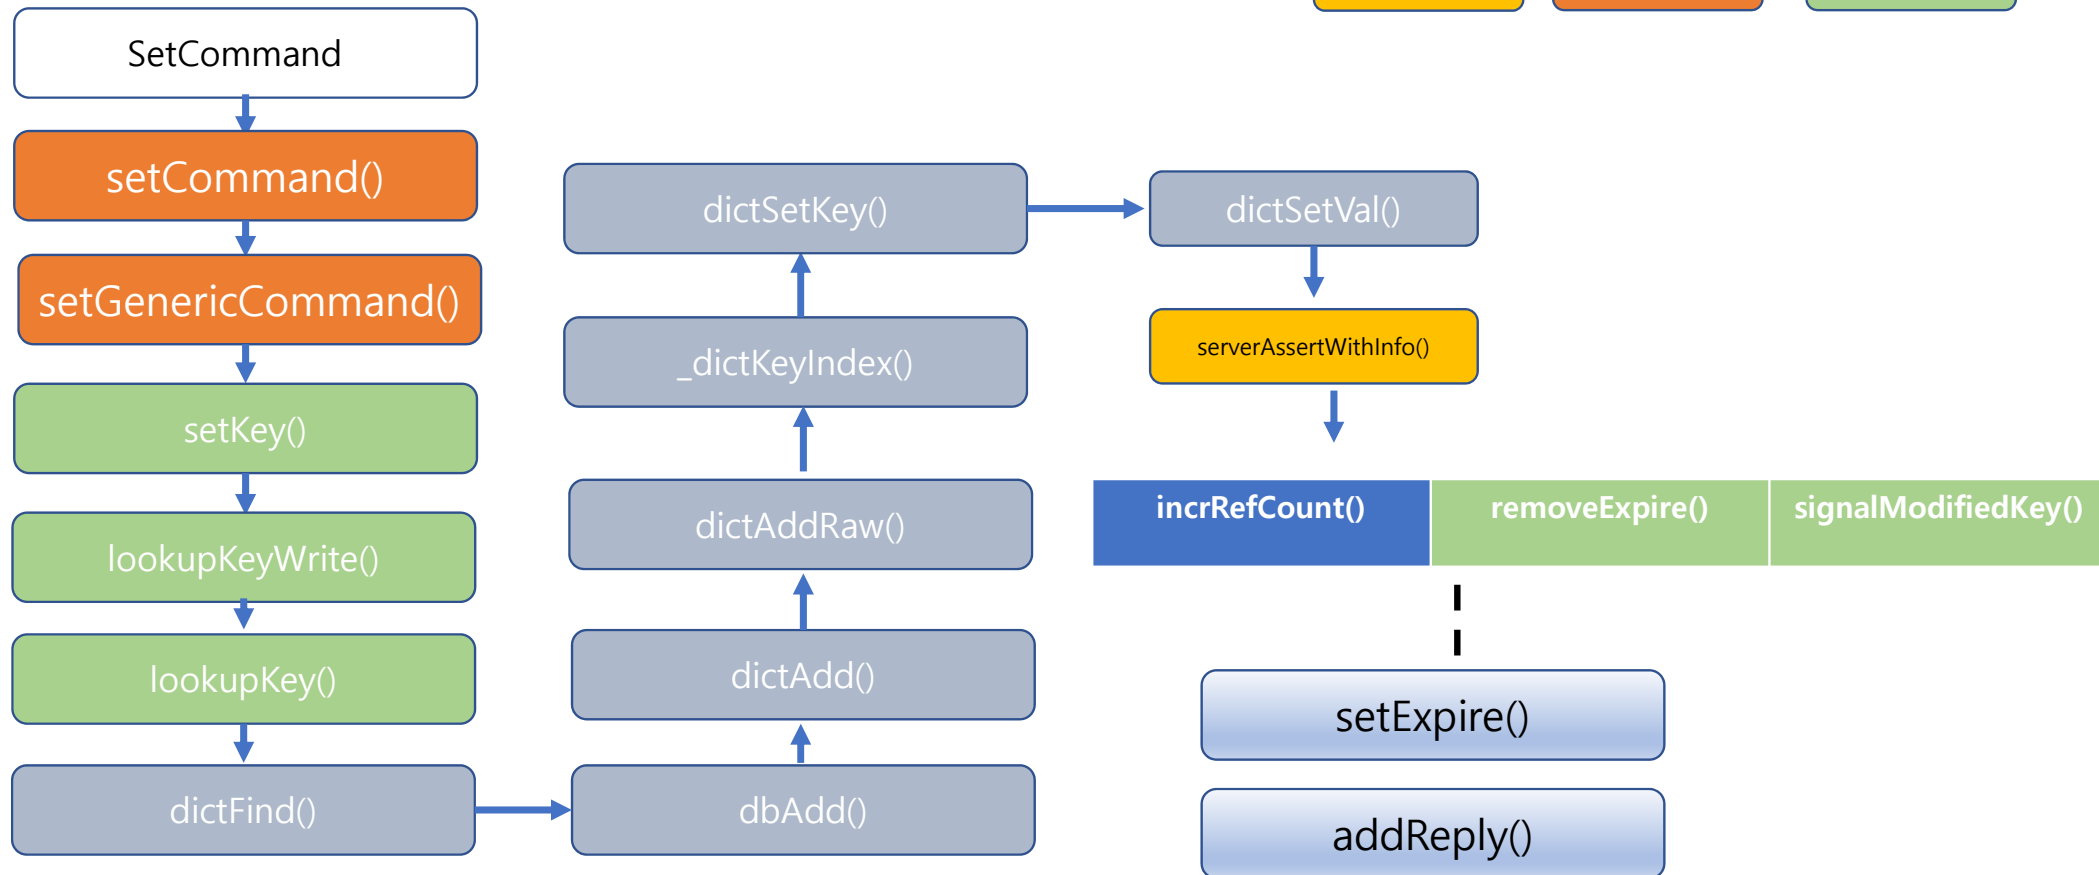 SetCommand
setCommand()
setGenericCommand()
setKey()
lookupKeyWrite()
lookupKey()
dictFind()
dbAdd()
dictAdd()
dictAddRaw()
_dictKeyIndex()
dictSetKey()
dictSetVal()
serverAssertWithInfo()
incrRefCount()
removeExpire()
signalModifiedKey()
setExpire()
addReply()